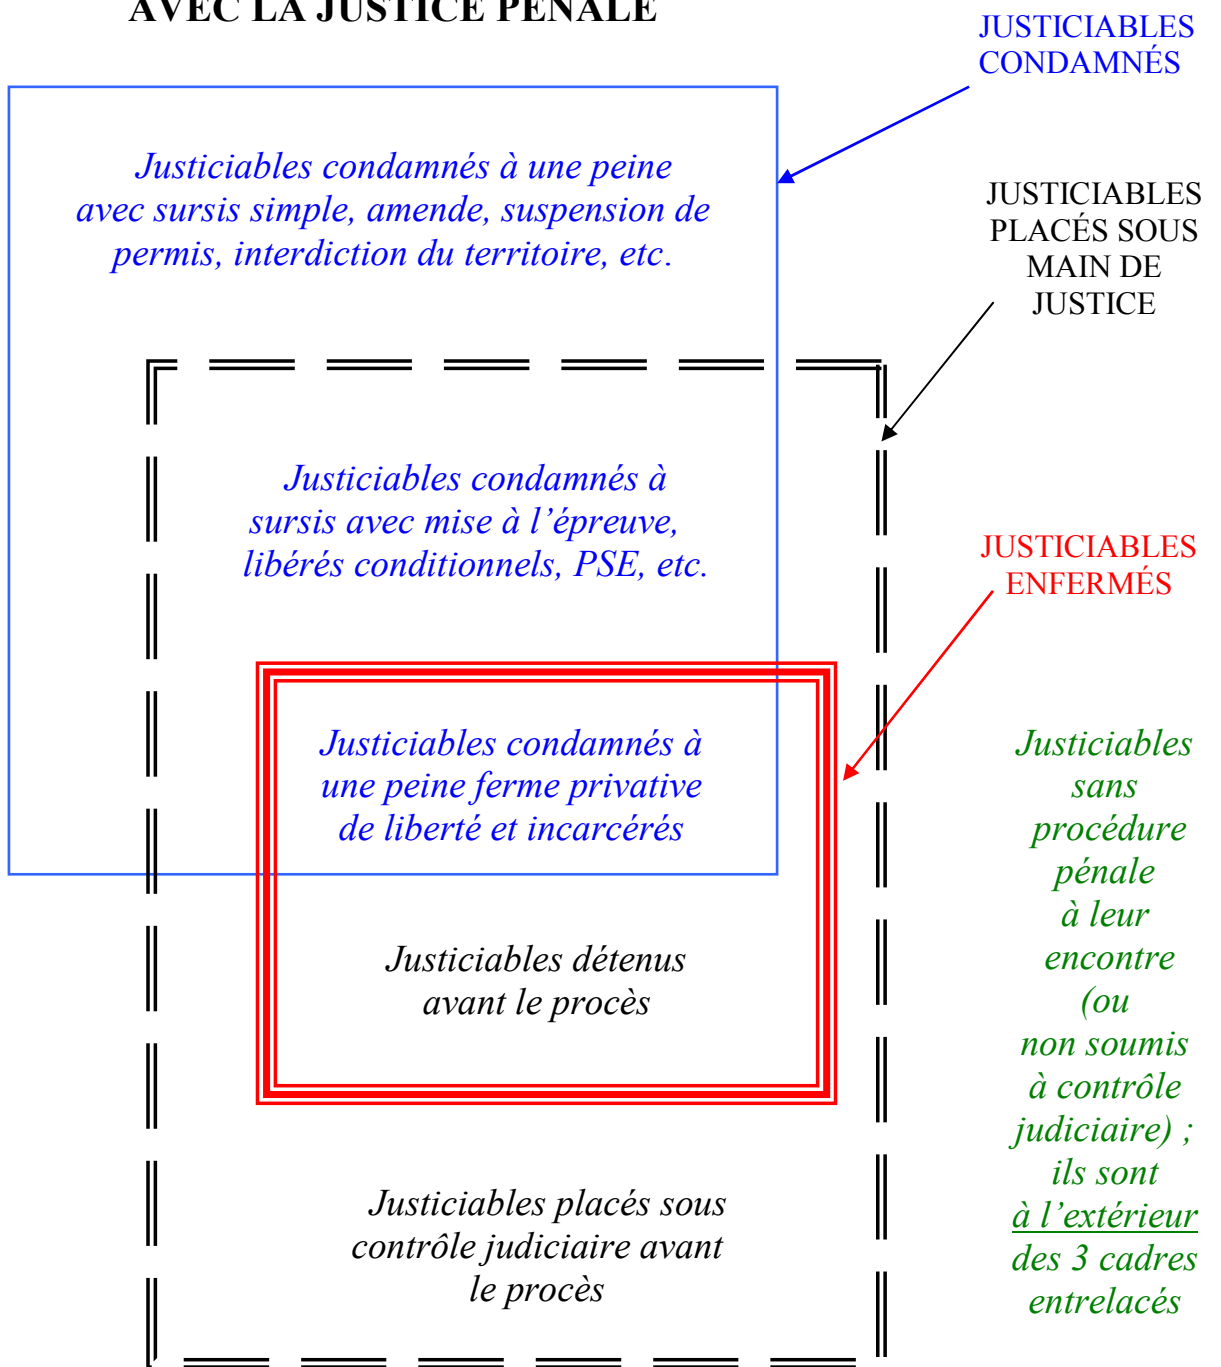 AVEC LA JUSTICE PÉNALE
JUSTICIABLES
CONDAMNÉS
Justiciables condamnés à une peine
avec sursis simple, amende, suspension de
permis, interdiction du territoire, etc.
JUSTICIABLES
PLACÉS SOUS
MAIN DE
JUSTICE
Justiciables condamnés à
sursis avec mise à l’épreuve,
libérés conditionnels, PSE, etc.
JUSTICIABLES
ENFERMÉS
Justiciables condamnés à
une peine ferme privative
de liberté et incarcérés
Justiciables détenus
avant le procès
Justiciables placés sous
contrôle judiciaire avant
le procès
Justiciables
sans
procédure
pénale
à leur
encontre
(ou
non soumis
à contrôle
judiciaire) ;
ils sont
à l’extérieur
des 3 cadres
entrelacés